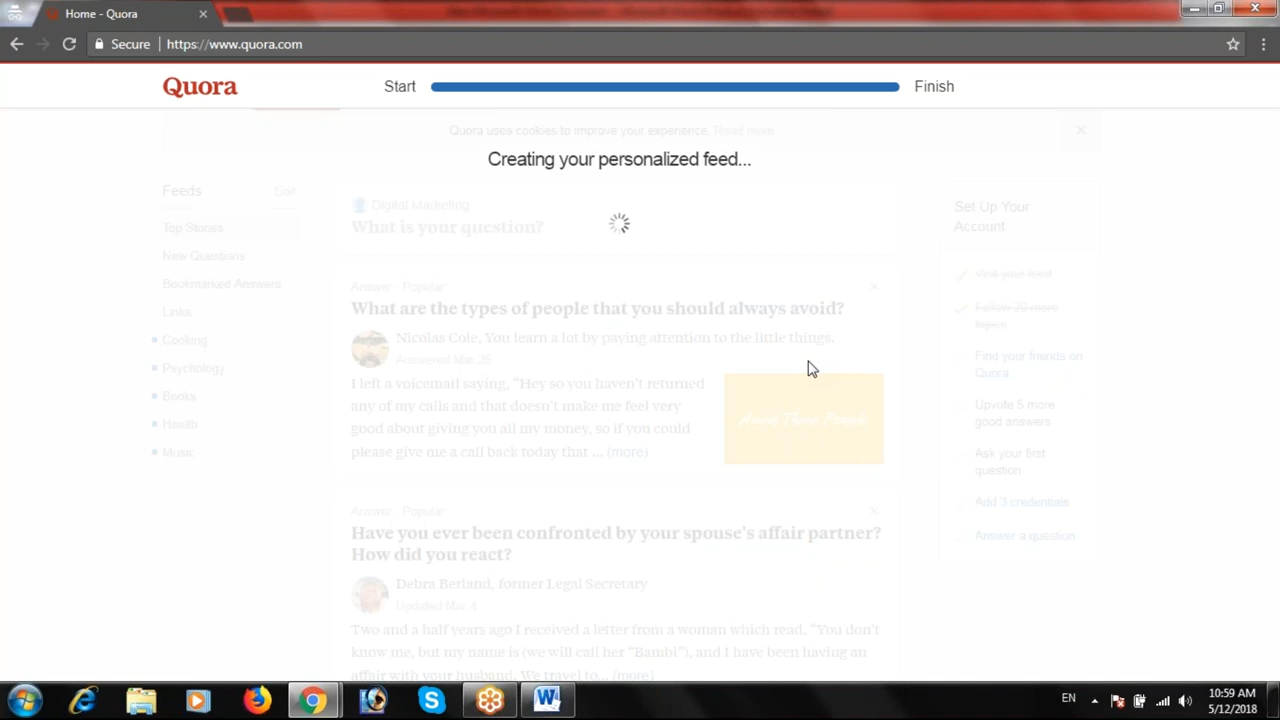 Home - Quora
Secure
https://www.quora.com
Quora
Start
Finish
Quora uses cookies to improve your experience. Read more
Creating your personalized feed...
Feeds
Edit
Top Stories
New Questions
Bookmarked Answers
Links
Cooking
Psychology
Books
Health
Music
Digital Marketing
What is your question?
Answer · Popular
What are the types of people that you should always avoid?
Nicolas Cole, You learn a lot by paying attention to the little things.
Answered Mar 26
I left a voicemail saying, "Hey so you haven't returned
any of my calls and that doesn't make me feel very
good about giving you all my money, so if you could
please give me a call back today that ... (more)
Avoid These People
Answer · Popular
Have you ever been confronted by your spouse's affair partner?
How did you react?
Debra Berland, former Legal Secretary
Updated Mar 4
Two and a half years ago I received a letter from a woman which read, "You don't
know me, but my name is (we will call her "Bambi"), and I have been having an
affair with your husband. We travel to... (more)
Set Up Your
Account
Visit your feed
Follow 20 more
topics
Find your friends on
Quora
Upvote 5 more
good answers
Ask your first
question
Add 3 credentials
Answer a question
EN
10:59 AM
5/12/2018